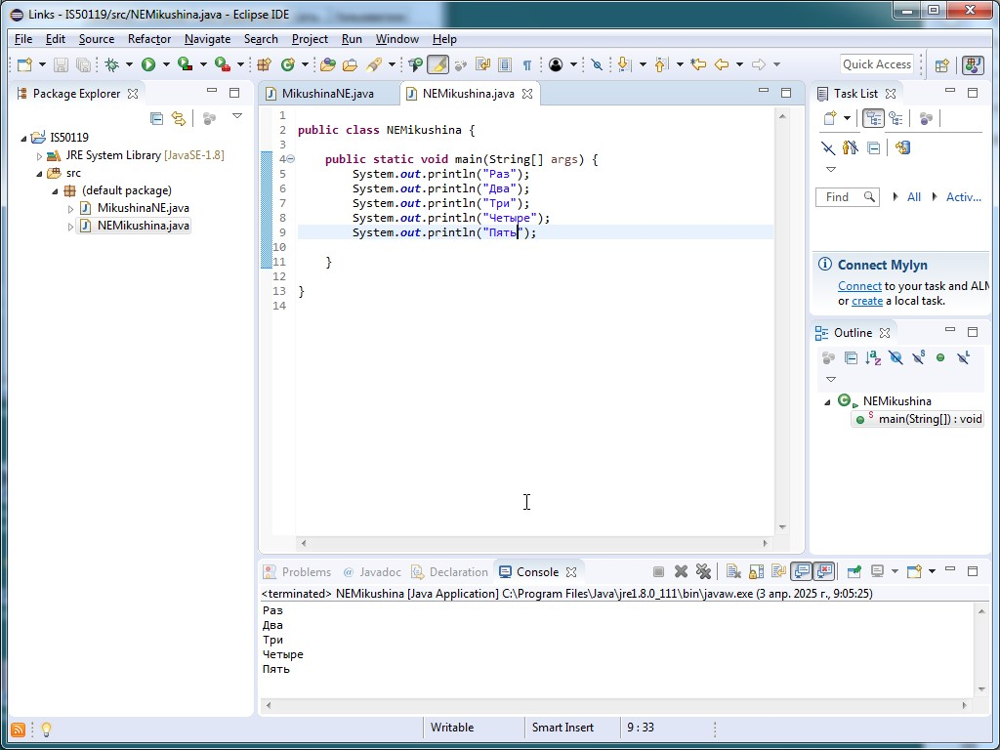 Links - IS50119/src/NEMikushina.java - Eclipse IDE
File Edit Source Refactor Navigate Search Project Run Window Help
Quick Access
Package Explorer
IS50119
JRE System Library [JavaSE-1.8]
src
(default package)
MikushinaNE.java
NEMikushina.java
MikushinaNE.java
NEMikushina.java
1
2 public class NEMikushina {
3
4 public static void main(String[] args) {
5 System.out.println("Раз");
6 System.out.println("Два");
7 System.out.println("Три");
8 System.out.println("Четыре");
9 System.out.println("Пять");
10
11 }
12
13 }
14
Task List
Find All Activ...
Connect Mylyn
Connect to your task and ALM
or create a local task.
Outline
NEMikushina
main(String[]) : void
Problems @ Javadoc Declaration Console
<terminated> NEMikushina [Java Application] C:\Program Files\Java\jre1.8.0_111\bin\javaw.exe (3 апр. 2025 г., 9:05:25)
Раз
Два
Три
Четыре
Пять
Writable Smart Insert 9 : 33